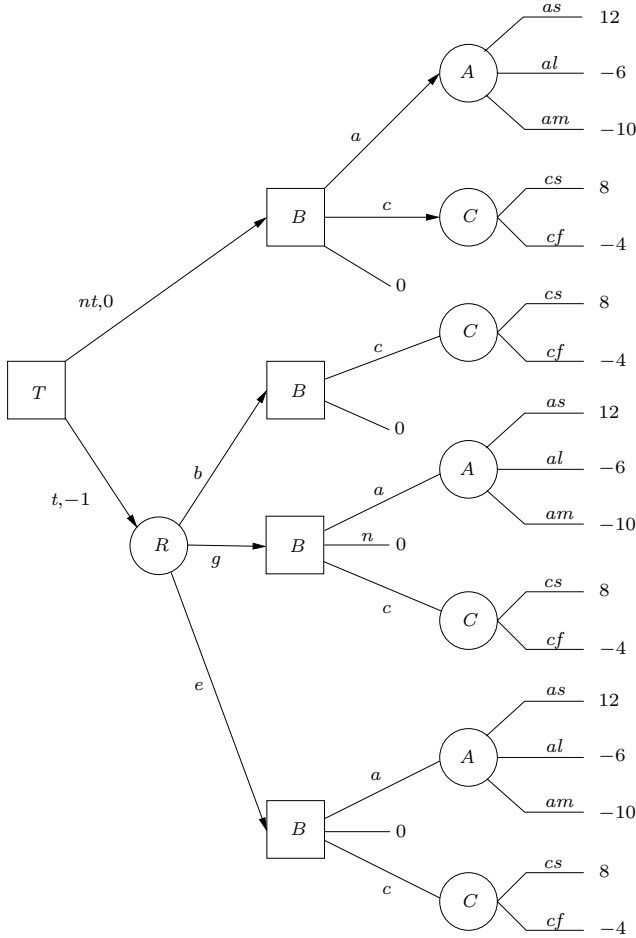 as 12
A al −6
a am −10
B c C cs 8
cf −4
0
nt,0
C cs 8
c cf −4
T B
0
as 12
b a A al −6
t,−1 am −10
R g B n 0
c C cs 8
cf −4
e
as 12
a A al −6
am −10
B 0
c C cs 8
cf −4